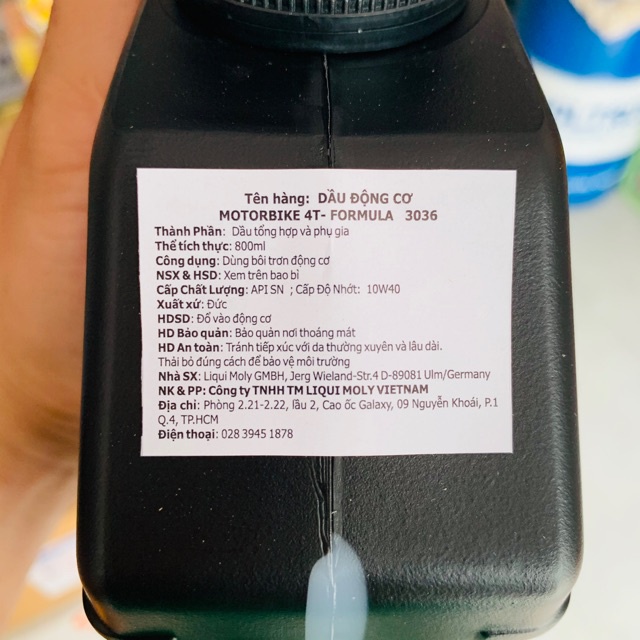 Tên hàng: DẦU ĐỘNG CƠ
MOTORBIKE 4T- FORMULA 3036
Thành Phần: Dầu tổng hợp và phụ gia
Thể tích thực: 800ml
Công dụng: Dùng bôi trơn động cơ
NSX & HSD: Xem trên bao bì
Cấp Chất Lượng: API SN ; Cấp Độ Nhớt: 10W40
Xuất xứ: Đức
HDSD: Đổ vào động cơ
HD Bảo quản: Bảo quản nơi thoáng mát
HD An toàn: Tránh tiếp xúc với da thường xuyên và lâu dài.
Thải bỏ đúng cách để bảo vệ môi trường
Nhà SX: Liqui Moly GMBH, Jerg Wieland-Str.4 D-89081 Ulm/Germany
NK & PP: Công ty TNHH TM LIQUI MOLY VIETNAM
Địa chỉ: Phòng 2.21-2.22, lầu 2, Cao ốc Galaxy, 09 Nguyễn Khoái, P.1
Q.4, TP.HCM
Điện thoại: 028 3945 1878